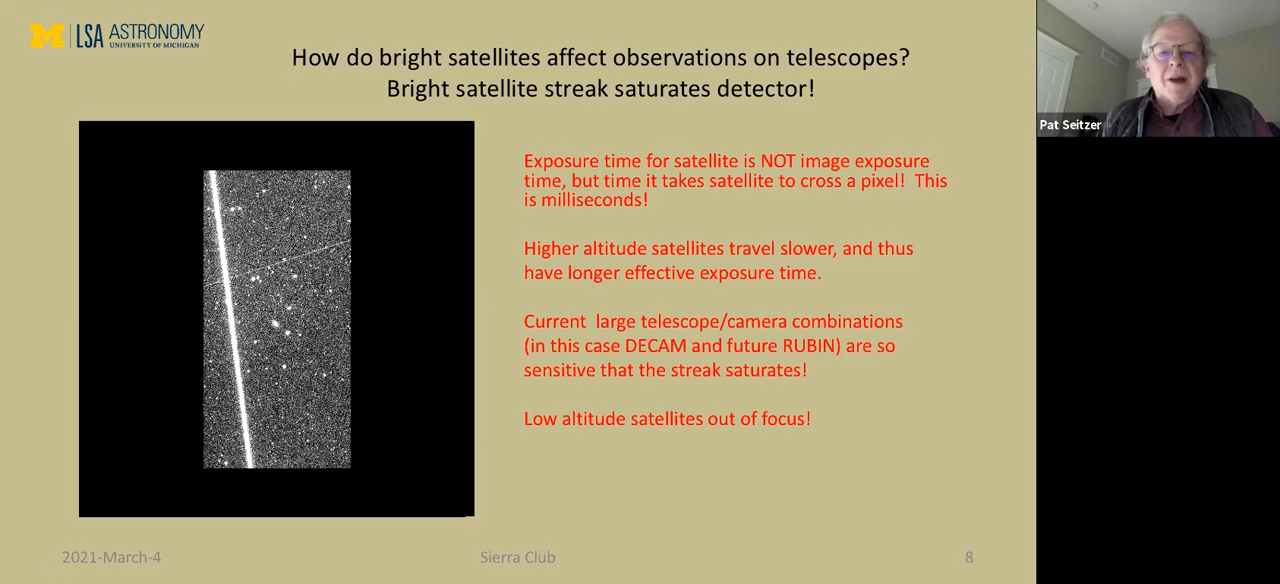 M LSA ASTRONOMY
UNIVERSITY OF MICHIGAN
How do bright satellites affect observations on telescopes?
Bright satellite streak saturates detector!
Exposure time for satellite is NOT image exposure
time, but time it takes satellite to cross a pixel! This
is milliseconds!
Higher altitude satellites travel slower, and thus
have longer effective exposure time.
Current large telescope/camera combinations
(in this case DECAM and future RUBIN) are so
sensitive that the streak saturates!
Low altitude satellites out of focus!
2021-March-4
Sierra Club
8
Pat Seitzer